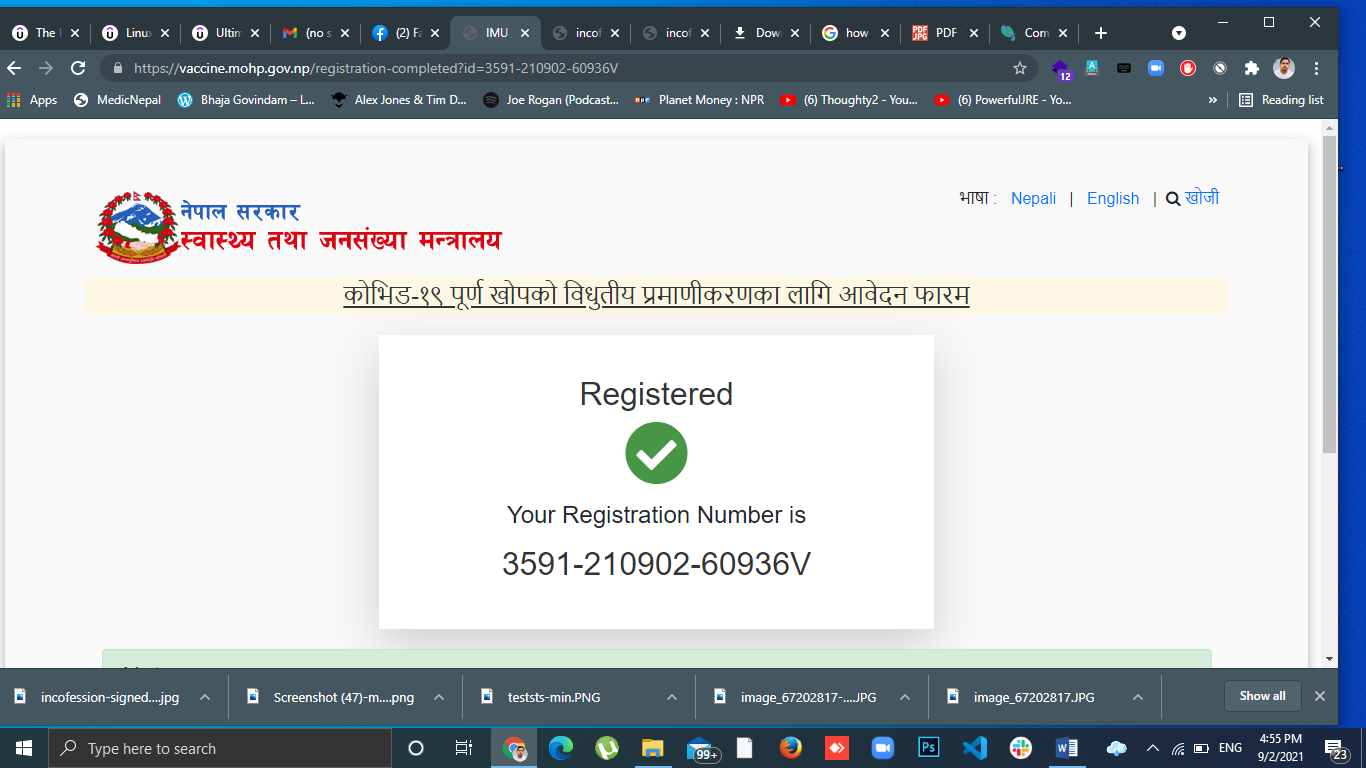 The
Linux
Ultim
(no s
(2) Fa
IMU
incof
incof
Dow
how
PDF
Com
https://vaccine.mohp.gov.np/registration-completed?id=3591-210902-60936V
12
Apps
MedicNepal
Bhaja Govindam – L...
Alex Jones & Tim D...
Joe Rogan (Podcast...
npr
Planet Money : NPR
(6) Thoughty2 - You...
(6) PowerfulJRE - Yo...
»
Reading list
नेपाल सरकार
स्वास्थ्य तथा जनसंख्या मन्त्रालय
भाषा : Nepali | English | खोजी
कोभिड-१९ पूर्ण खोपको विधुतीय प्रमाणीकरणका लागि आवेदन फारम
Registered
Your Registration Number is
3591-210902-60936V
incofession-signed....jpg
Screenshot (47)-m....png
teststs-min.PNG
image_67202817-....JPG
image_67202817.JPG
Show all
Type here to search
99+
Ps
ENG
4:55 PM
9/2/2021
23